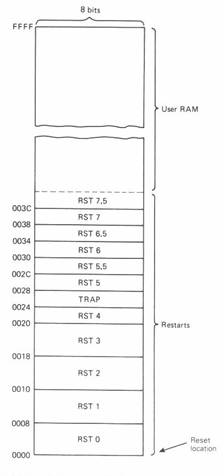 8 bits
FFFF
User RAM
RST 7,5
003C
RST 7
0038
RST 6,5
0034
RST 6
0030
RST 5,5
002C
RST 5
0028
TRAP
0024
RST 4
0020
Restarts
RST 3
0018
RST 2
0010
RST 1
0008
RST 0
Reset
location
0000